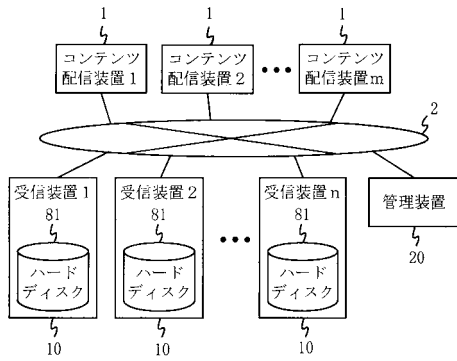 1
1
1
コンテンツ
配信装置1
コンテンツ
配信装置2
コンテンツ
配信装置m
2
受信装置1
81
ハード
ディスク
10
受信装置2
81
ハード
ディスク
10
受信装置n
81
ハード
ディスク
10
管理装置
20